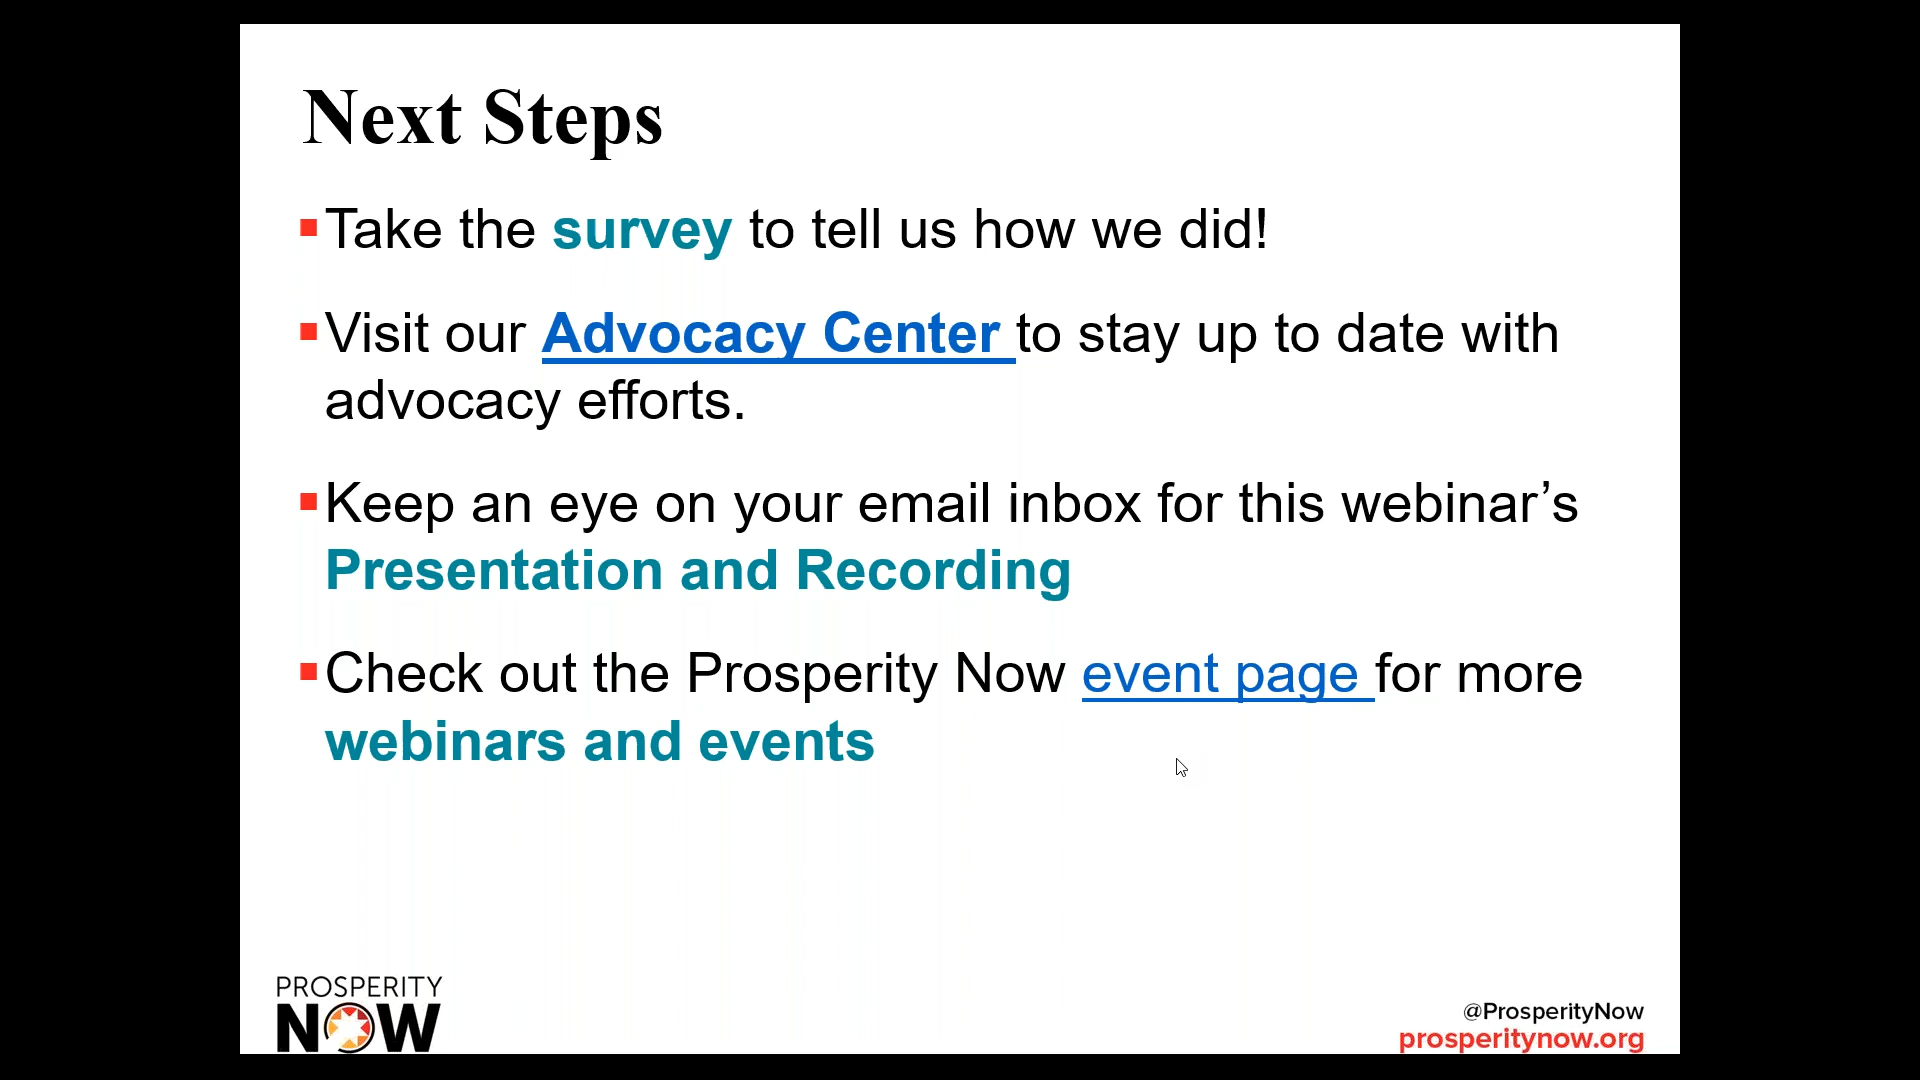 Next Steps
Take the survey to tell us how we did!
Visit our Advocacy Center to stay up to date with
advocacy efforts.
Keep an eye on your email inbox for this webinar’s
Presentation and Recording
Check out the Prosperity Now event page for more
webinars and events
PROSPERITY
NOW
@ProsperityNow
prosperitynow.org